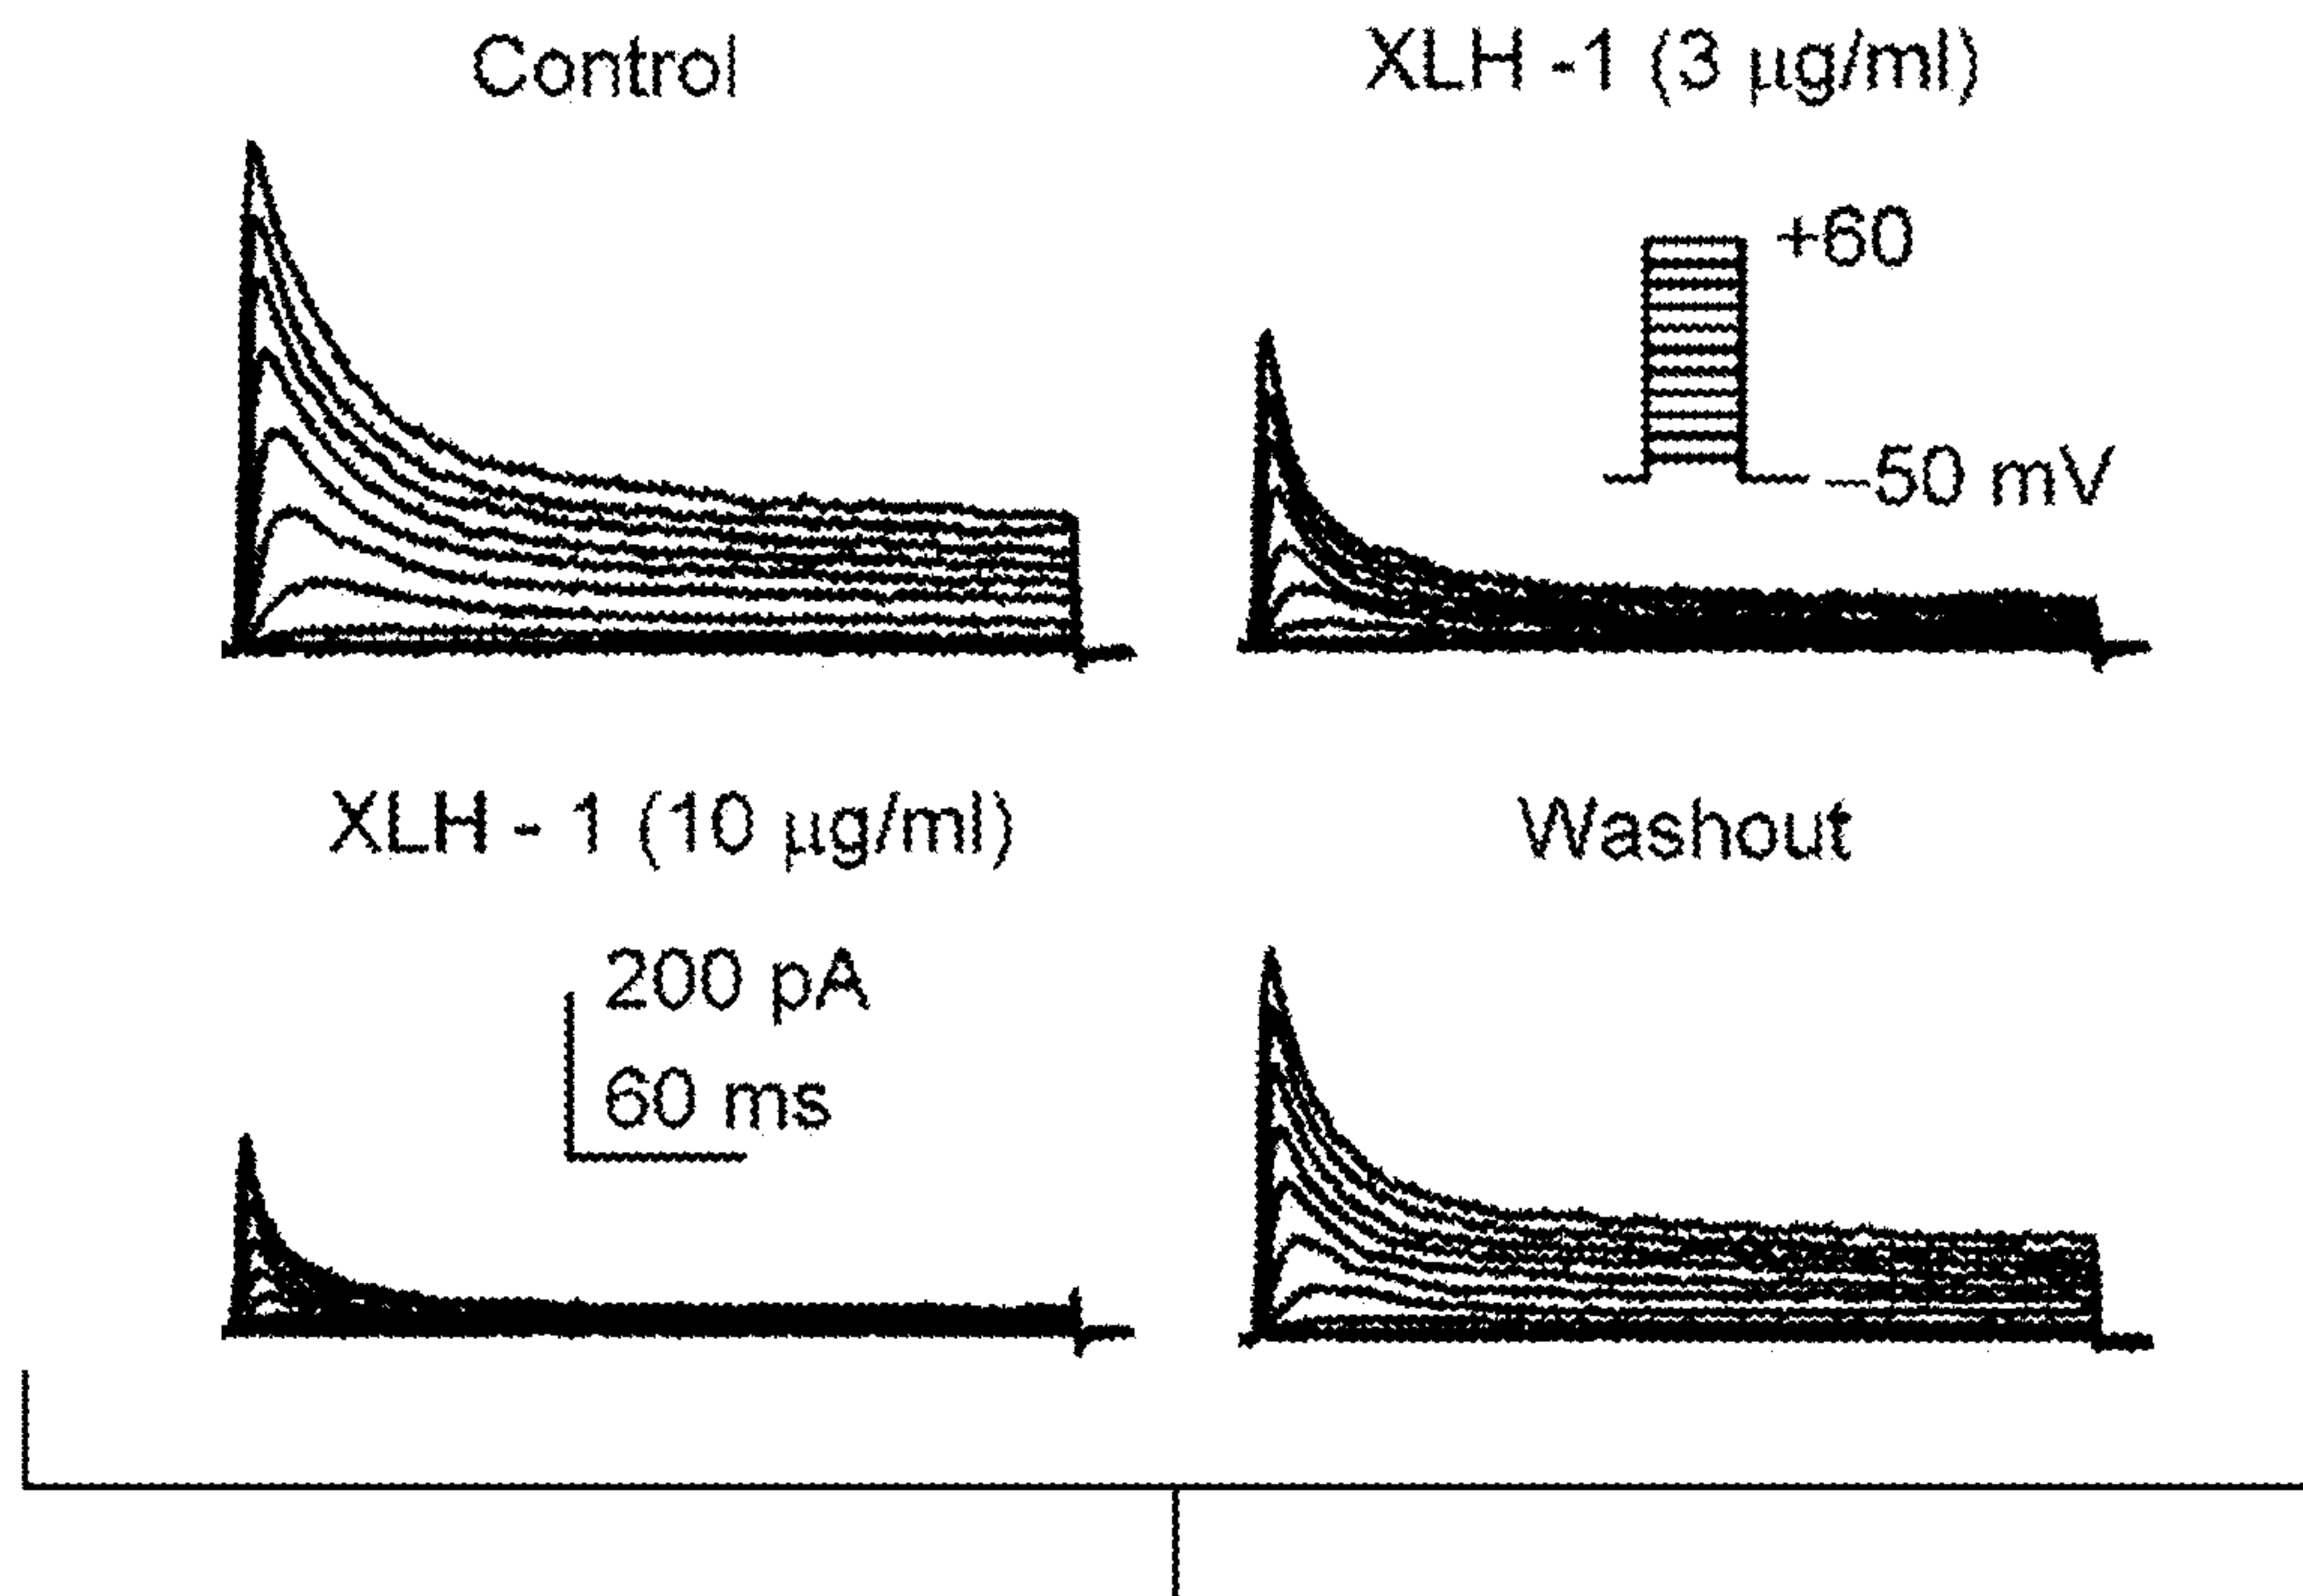 Control
XLH -1 (3 µg/ml)
+60
−50 mV
XLH - 1 (10 µg/ml)
Washout
200 pA
60 ms